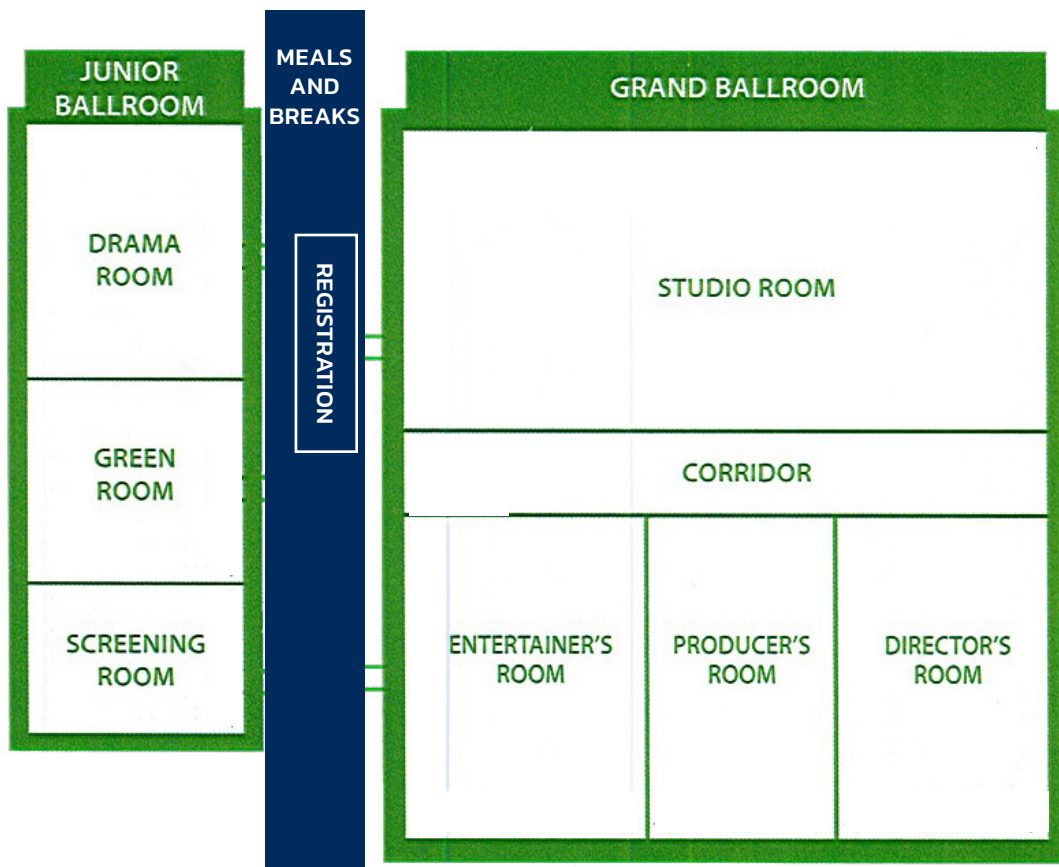 JUNIOR
BALLROOM
DRAMA
ROOM
GREEN
ROOM
SCREENING
ROOM
MEALS
AND
BREAKS
REGISTRATION
GRAND BALLROOM
STUDIO ROOM
CORRIDOR
ENTERTAINER'S
ROOM
PRODUCER'S
ROOM
DIRECTOR'S
ROOM